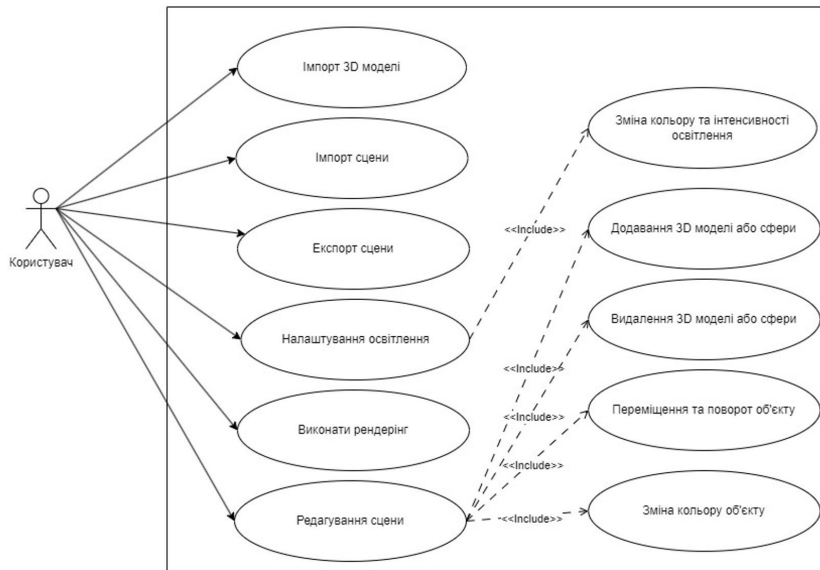 Імпорт 3D моделі
Зміна кольору та інтенсивності
освітлення
Імпорт сцени
<<Include>>
Додавання 3D моделі або сфери
Користувач
Експорт сцени
Налаштування освітлення
Видалення 3D моделі або сфери
<<Include>>
<<Include>>
Переміщення та поворот об'єкту
Виконати рендерінг
<<Include>>
Редагування сцени
<<Include>>
Зміна кольору об'єкту